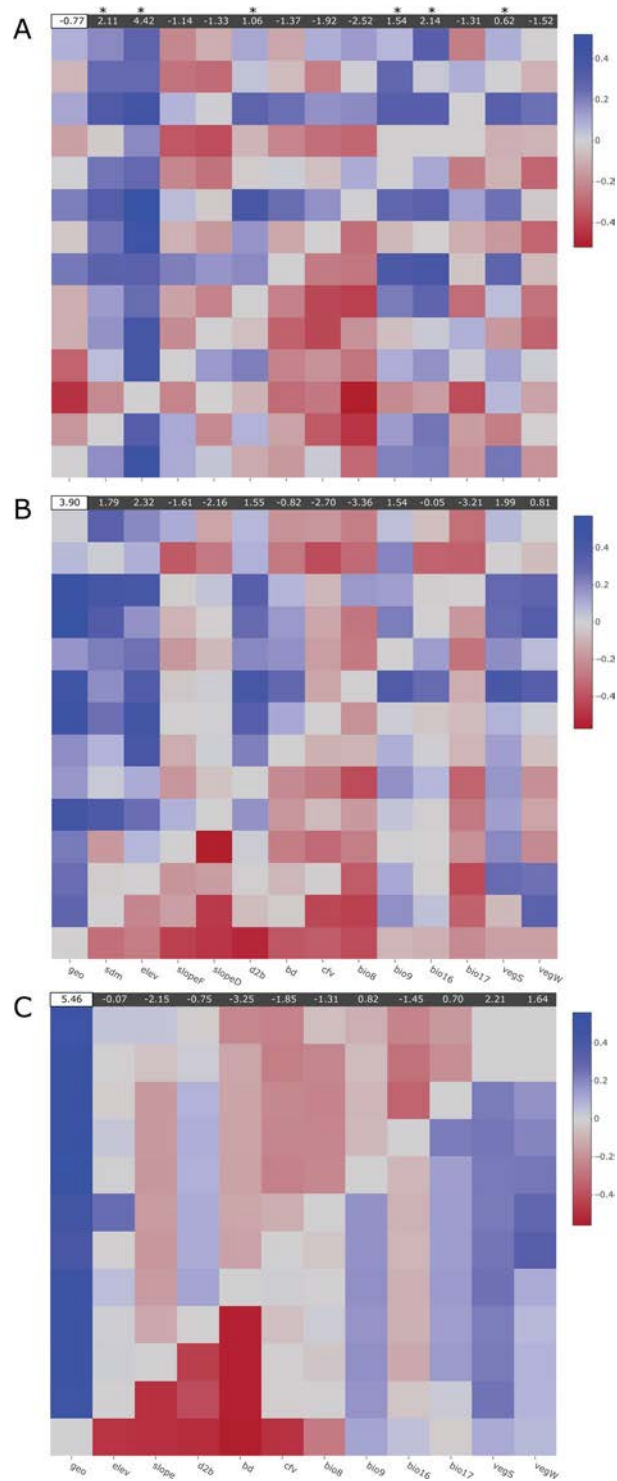 * * * * * *
A
-0.77 2.11 4.42 -1.14 -1.33 1.06 -1.37 -1.92 -2.52 1.54 2.14 -1.31 0.62 -1.52
0.4
0.2
0
-0.2
-0.4
B
3.90 1.79 2.32 -1.61 -2.16 1.55 -0.82 -2.70 -3.36 1.54 -0.05 -3.21 1.99 0.81
0.4
0.2
0
-0.2
-0.4
geo sdm elev slopeF slopeD d2b bd cfv bio8 bio9 bio16 bio17 vegS vegW
C
5.46 -0.07 -2.15 -0.75 -3.25 -1.85 -1.31 0.82 -1.45 0.70 2.21 1.64
0.4
0.2
0
-0.2
-0.4
geo elev slope d2b bd cfv bio8 bio9 bio16 bio17 vegS vegW